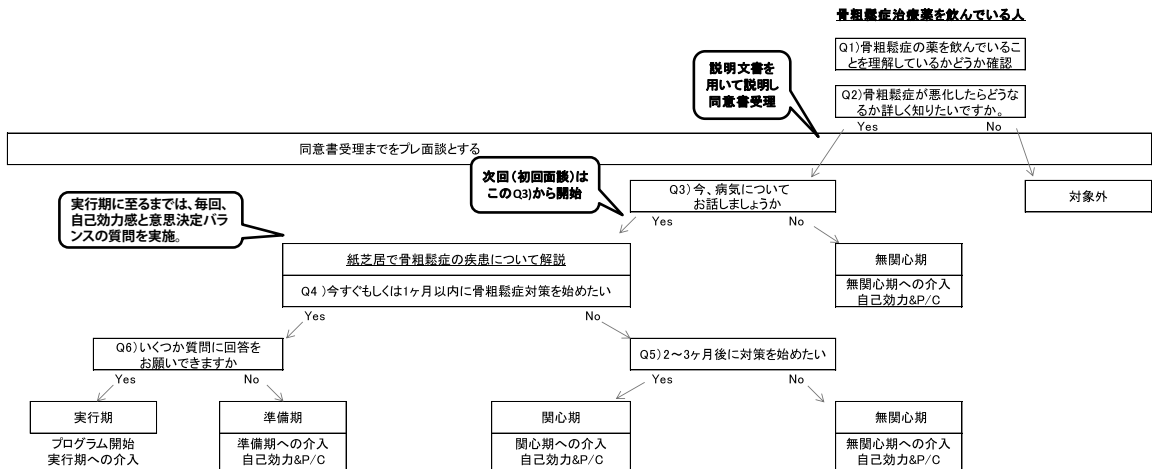 骨粗鬆症治療薬を飲んでいる人
Q1)骨粗鬆症の薬を飲んでいるこ
とを理解しているかどうか確認
説明文書を
用いて説明し
同意書受理
Q2)骨粗鬆症が悪化したらどうな
るか詳しく知りたいですか。
Yes
No
同意書受理までをプレ面談とする
次回(初回面談)は
このQ3)から開始
Q3)今、病気について
お話しましょうか
対象外
実行期に至るまでは、毎回、
自己効力感と意思決定バラ
ンスの質問を実施。
Yes
No
紙芝居で骨粗鬆症の疾患について解説
Q4 )今すぐもしくは1ヶ月以内に骨粗鬆症対策を始めたい
無関心期
無関心期への介入
自己効力&P/C
Yes
No
Q6)いくつか質問に回答を
お願いできますか
Q5)2~3ヶ月後に対策を始めたい
Yes
No
Yes
No
実行期
プログラム開始
実行期への介入
準備期
準備期への介入
自己効力&P/C
関心期
関心期への介入
自己効力&P/C
無関心期
無関心期への介入
自己効力&P/C